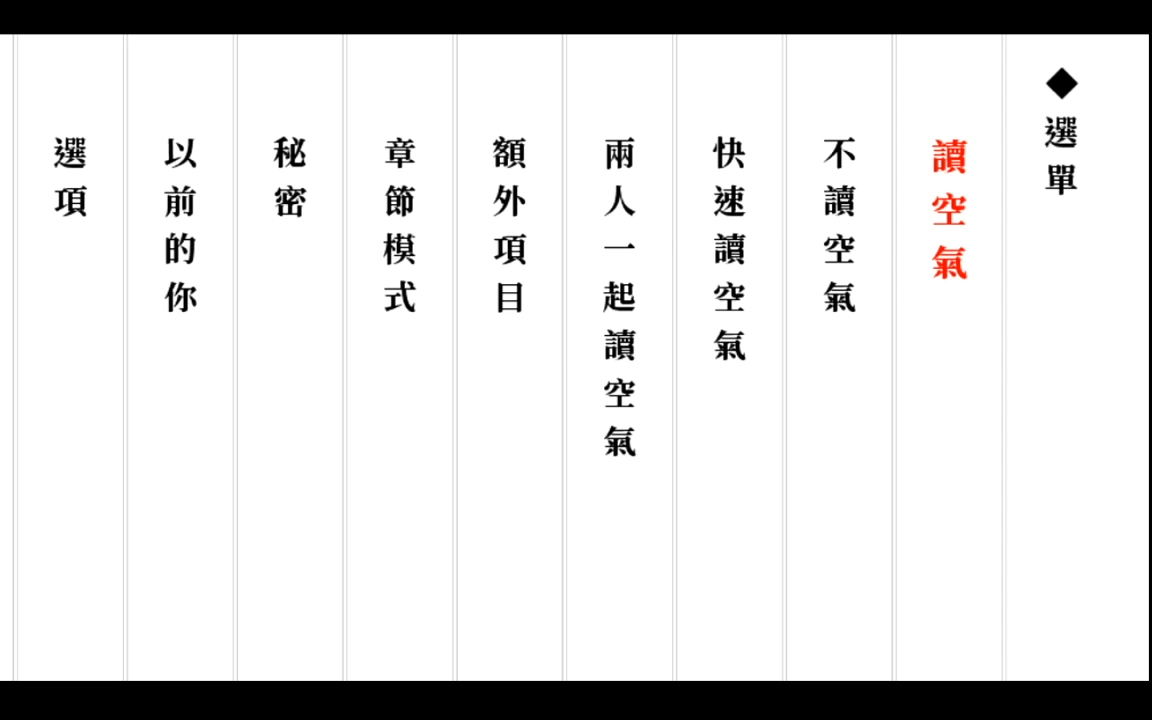 ◆選單
讀空氣
不讀空氣
快速讀空氣
兩人一起讀空氣
額外項目
章節模式
秘密
以前的你
選項